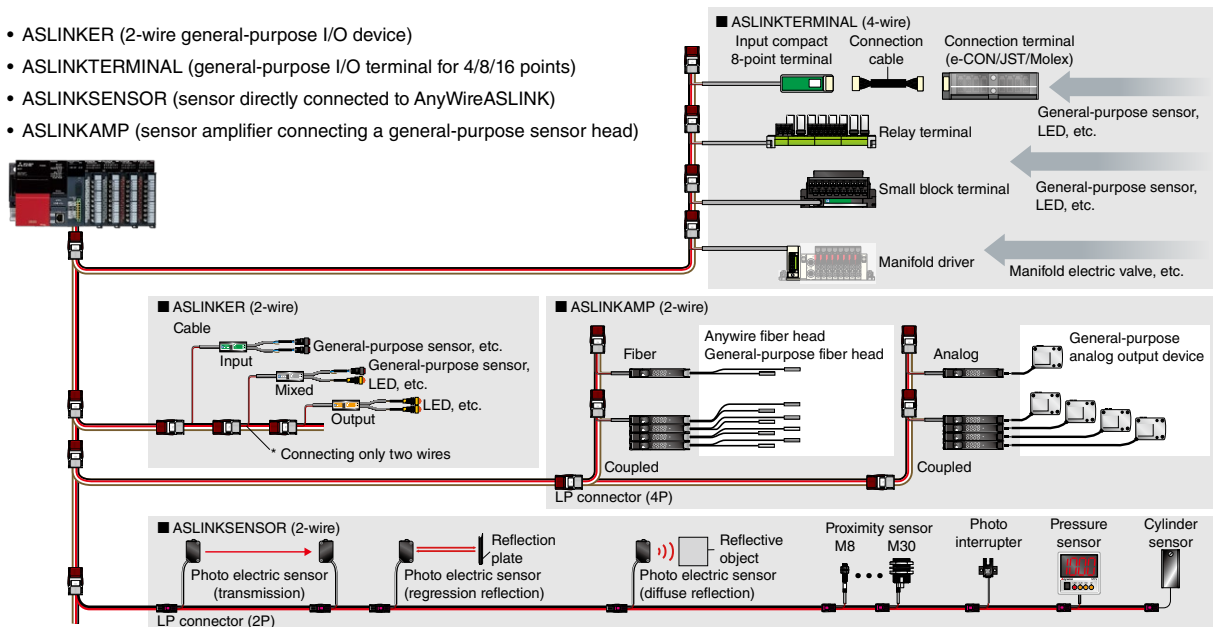 • ASLINKER (2-wire general-purpose I/O device)
• ASLINKTERMINAL (general-purpose I/O terminal for 4/8/16 points)
• ASLINKSENSOR (sensor directly connected to AnyWireASLINK)
• ASLINKAMP (sensor amplifier connecting a general-purpose sensor head)
■ ASLINKTERMINAL (4-wire)
Input compact
8-point terminal
Connection
cable
Connection terminal
(e-CON/JST/Molex)
General-purpose sensor,
LED, etc.
Relay terminal
Small block terminal
General-purpose sensor,
LED, etc.
Manifold driver
Manifold electric valve, etc.
■ ASLINKER (2-wire)
Cable
Input
General-purpose sensor, etc.
Mixed
General-purpose sensor,
LED, etc.
Output
LED, etc.
* Connecting only two wires
■ ASLINKAMP (2-wire)
Fiber
Anywire fiber head
General-purpose fiber head
Coupled
Analog
General-purpose
analog output device
Coupled
LP connector (4P)
■ ASLINKSENSOR (2-wire)
Photo electric sensor
(transmission)
Reflection
plate
Photo electric sensor
(regression reflection)
Reflective
object
Photo electric sensor
(diffuse reflection)
Proximity sensor
M8 M30
Photo
interrupter
Pressure
sensor
Cylinder
sensor
LP connector (2P)